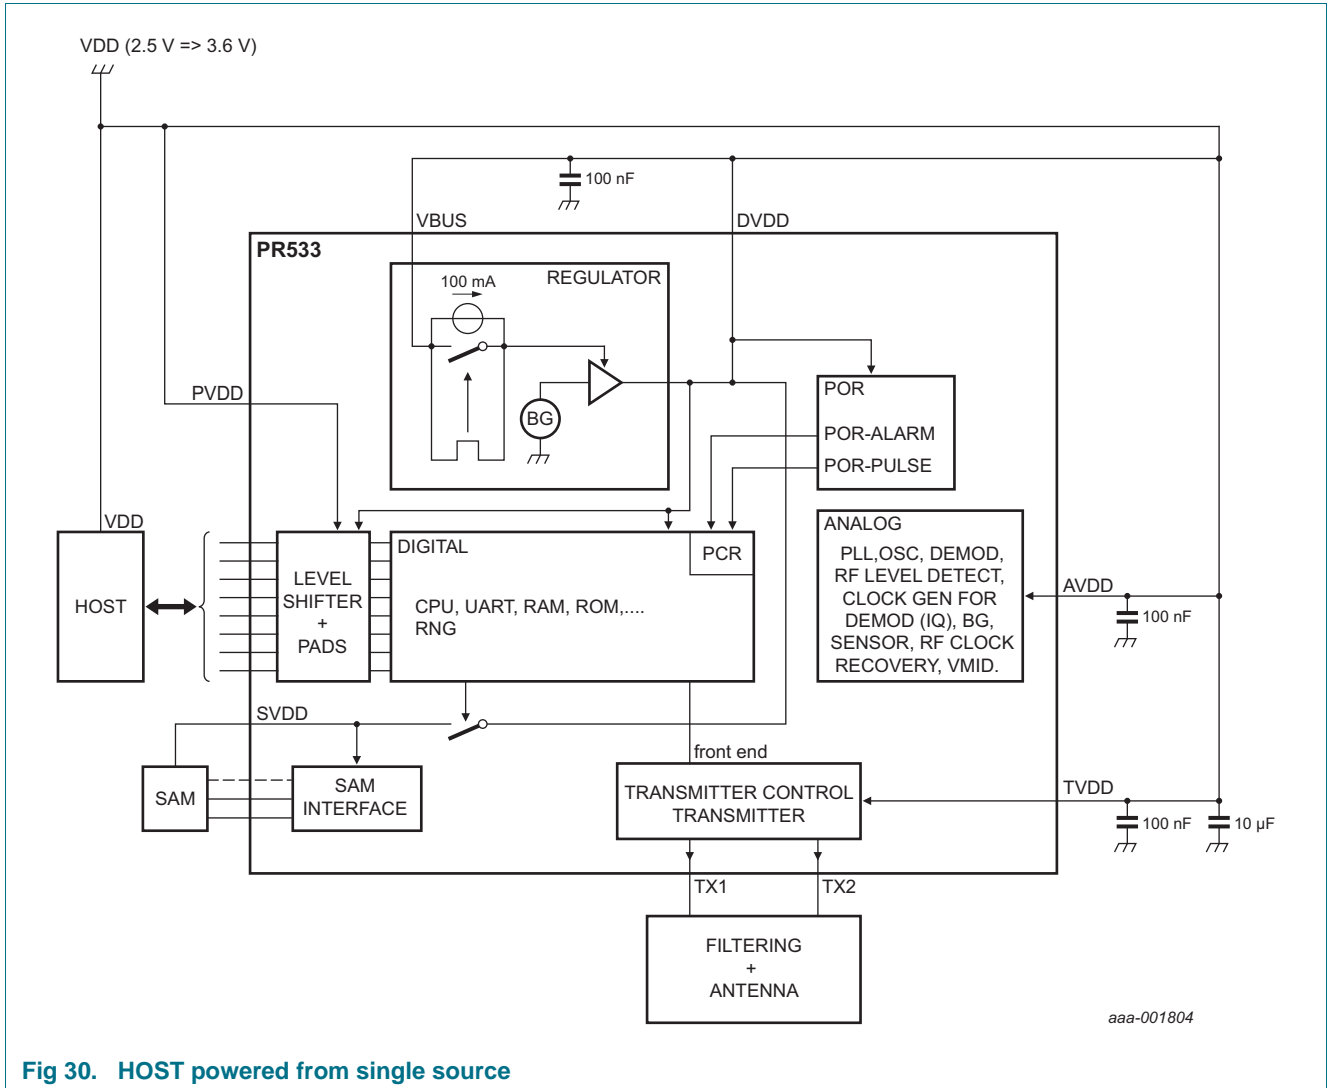 VDD (2.5 V => 3.6 V)
100 nF
VBUS
DVDD
PR533
100 mA
REGULATOR
PVDD
BG
POR
POR-ALARM
POR-PULSE
VDD
HOST
LEVEL
SHIFTER
+
PADS
DIGITAL
CPU, UART, RAM, ROM,....
RNG
PCR
ANALOG
PLL,OSC, DEMOD,
RF LEVEL DETECT,
CLOCK GEN FOR
DEMOD (IQ), BG,
SENSOR, RF CLOCK
RECOVERY, VMID.
AVDD
100 nF
SVDD
SAM
SAM
INTERFACE
front end
TRANSMITTER CONTROL
TRANSMITTER
TVDD
100 nF
10 µF
TX1
TX2
FILTERING
+
ANTENNA
aaa-001804
Fig 30. HOST powered from single source